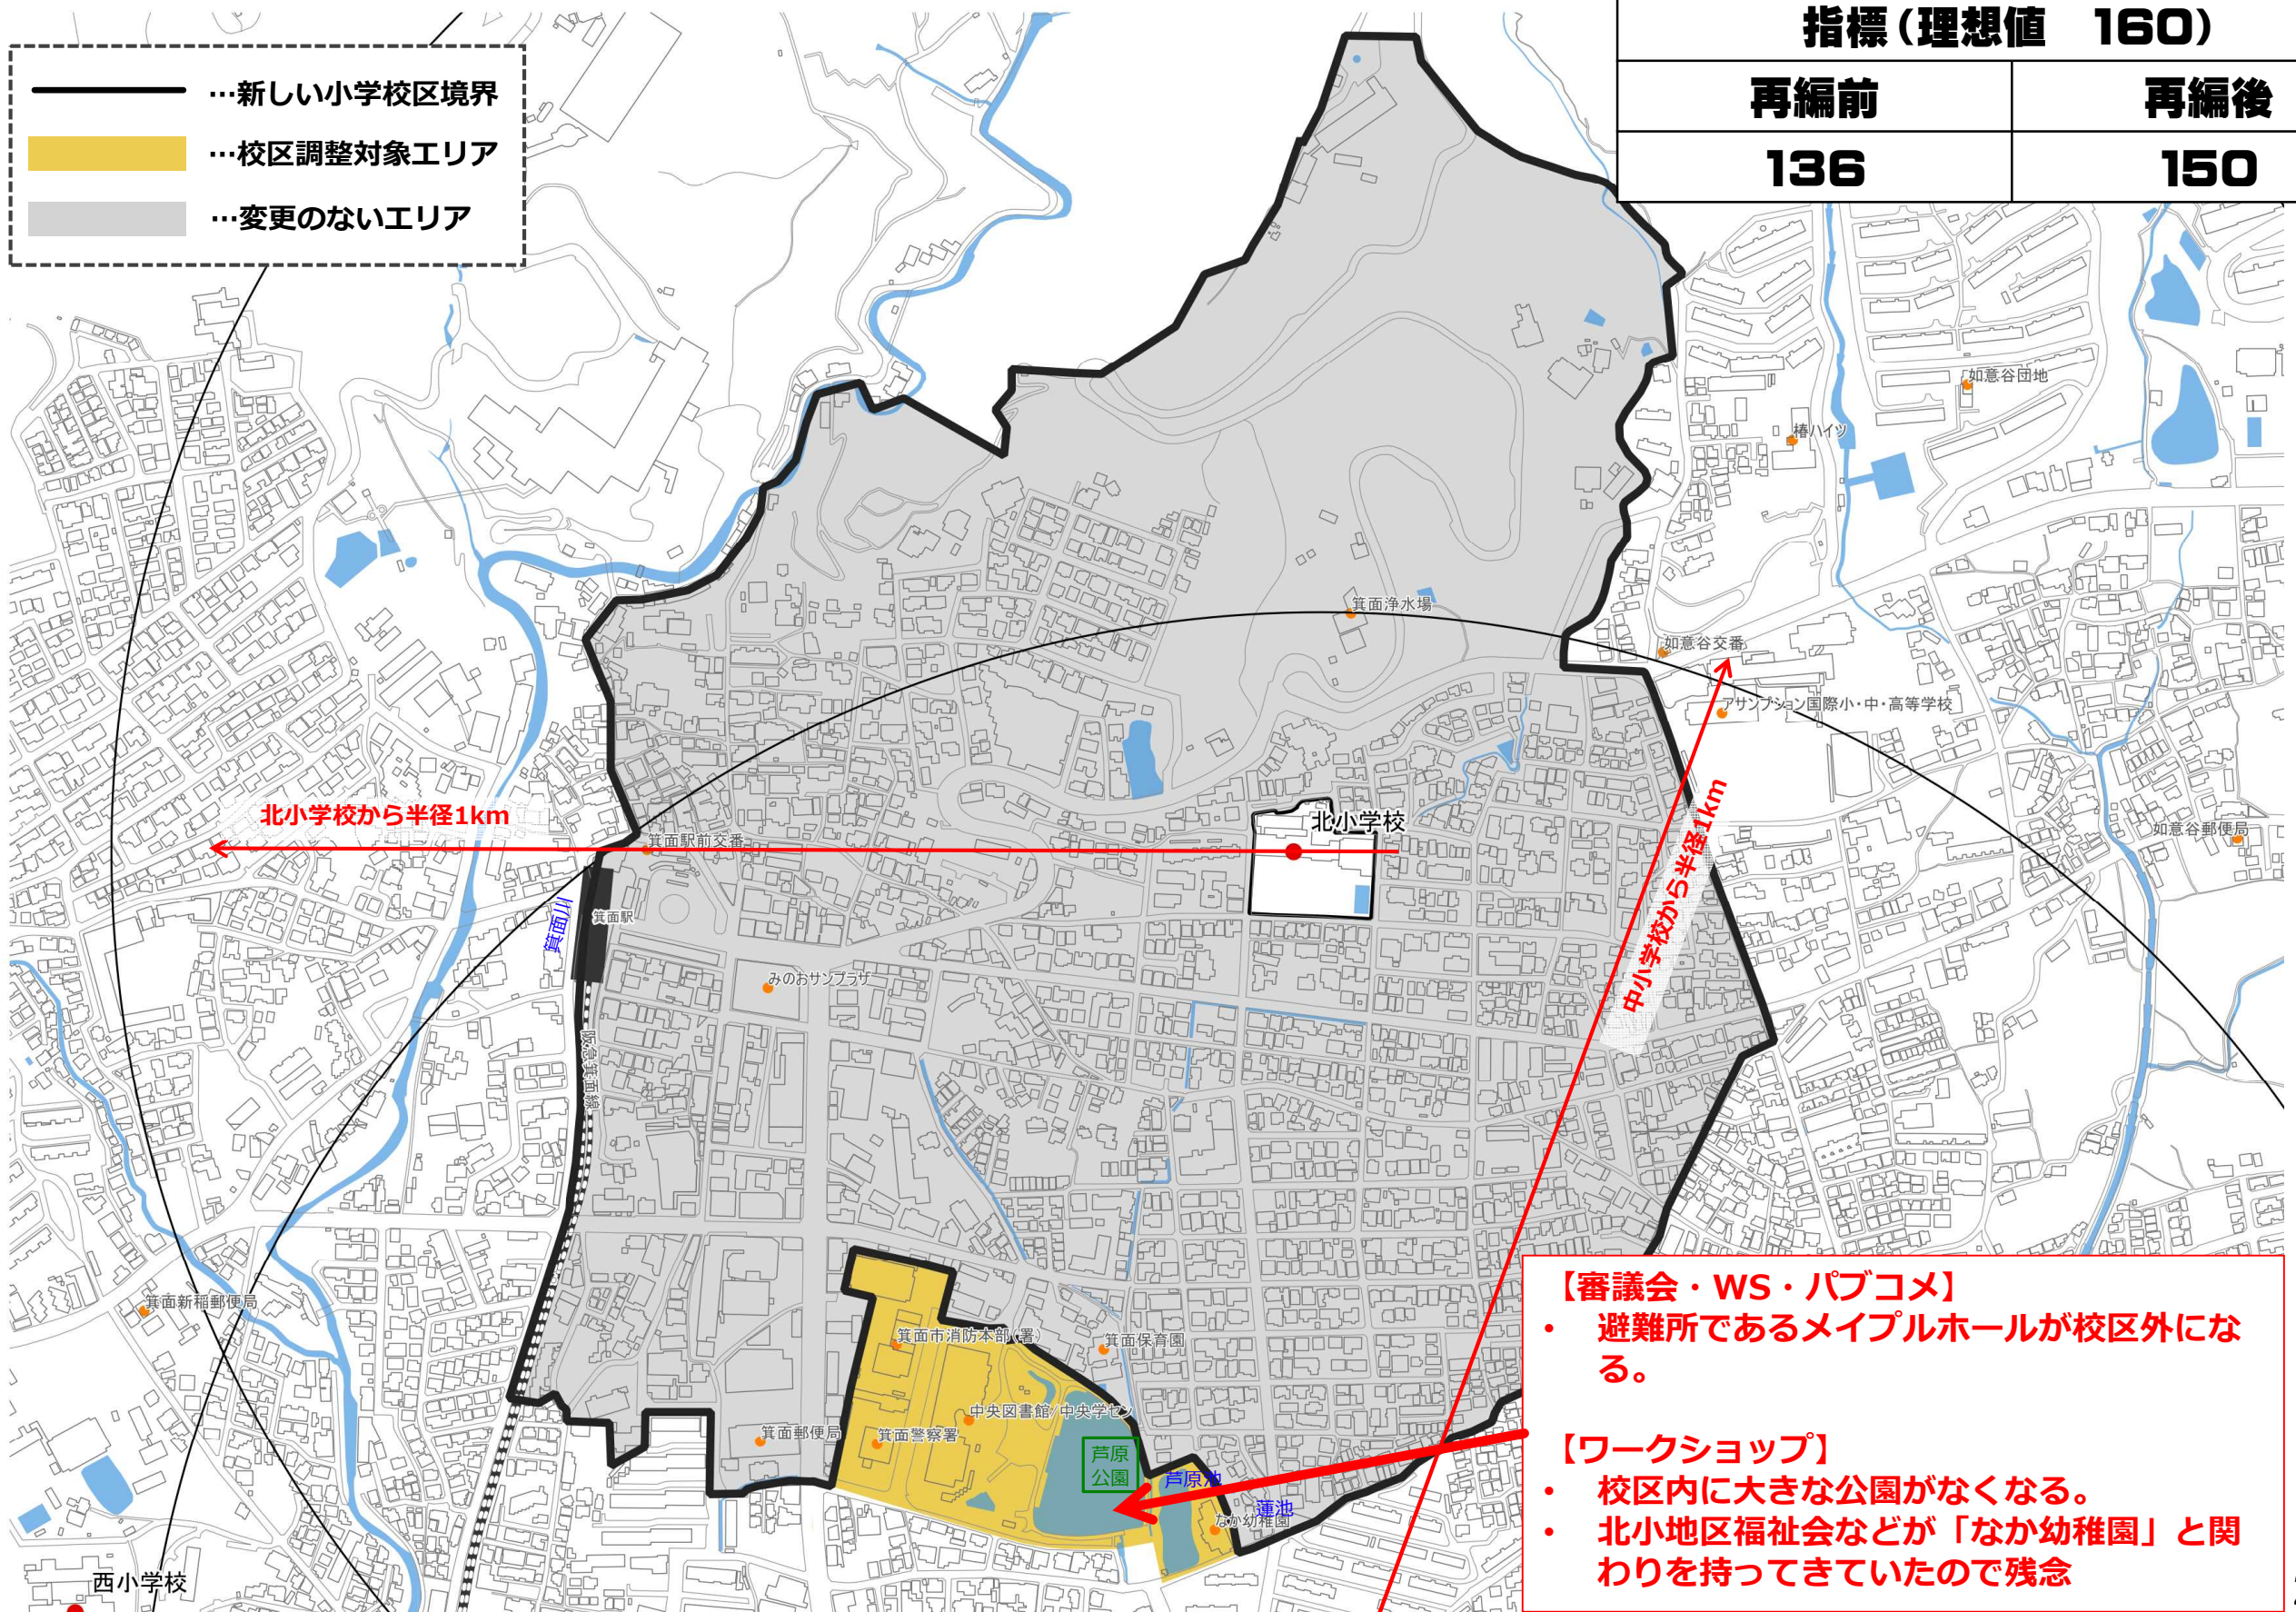 指標（理想値　160）
再編前
再編後
136
150
…新しい小学校区境界
…校区調整対象エリア
…変更のないエリア
如意谷団地
椿ハイツ
箕面浄水場
如意谷交番
アサンプション国際小・中・高等学校
北小学校から半径1km
箕面駅前交番
北小学校
中小学校から半径1km
如意谷郵便局
箕面川
箕面駅
みのおサンプラザ
阪急箕面線
箕面新稲郵便局
箕面市消防本部(署)
箕面保育園
中央図書館/中央学セン
箕面郵便局
箕面警察署
芦原
公園
芦原池
蓮池
なか幼稚園
西小学校
【審議会・WS・パブコメ】
・　避難所であるメイプルホールが校区外にな
る。
【ワークショップ】
・　校区内に大きな公園がなくなる。
・　北小地区福祉会などが「なか幼稚園」と関
わりを持ってきていたので残念